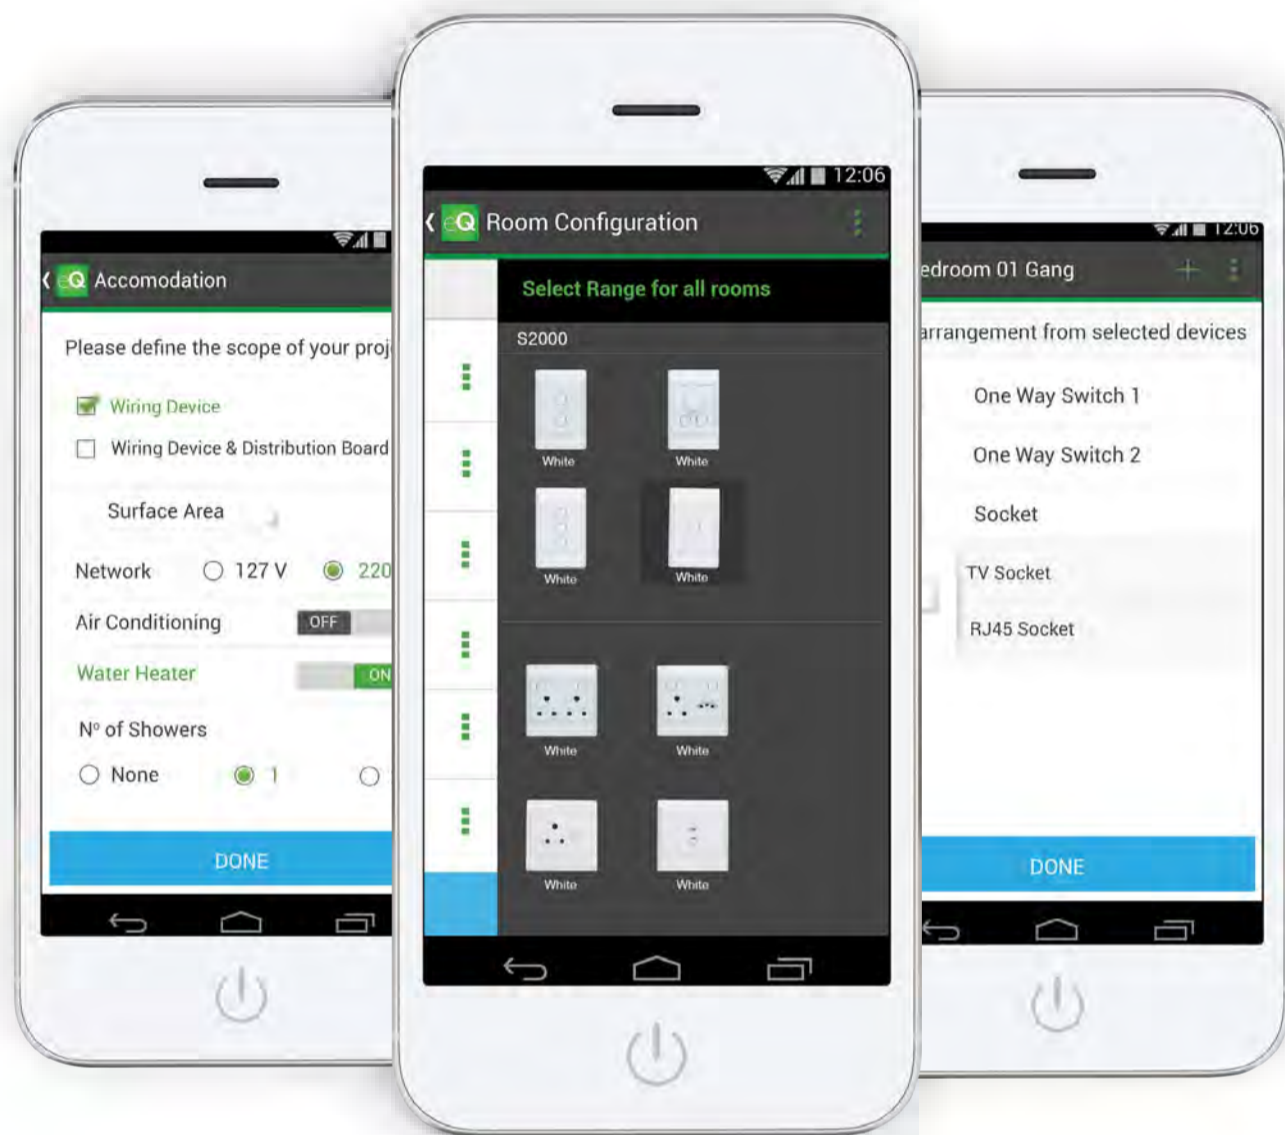 Accomodation
Please define the scope of your proj
Wiring Device
Wiring Device & Distribution Board
Surface Area
Network 127 V 220
Air Conditioning OFF
Water Heater ON
Nº of Showers
None 1
DONE
12:06
eQ Room Configuration
Select Range for all rooms
S2000
White White
White White
White White
White White
12:06
edroom 01 Gang
arrangement from selected devices
One Way Switch 1
One Way Switch 2
Socket
TV Socket
RJ45 Socket
DONE